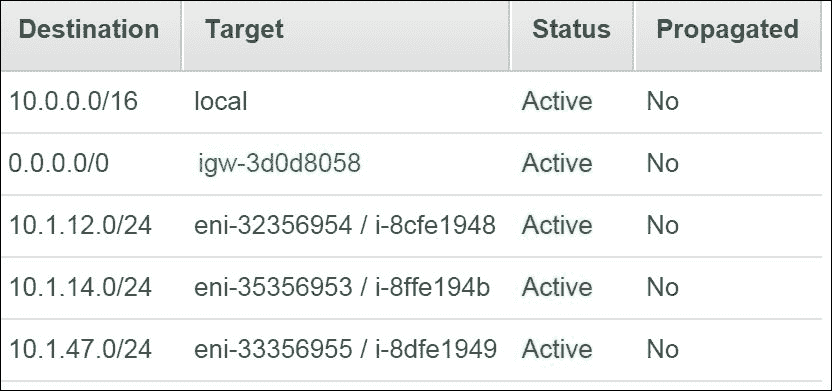 Destination Target Status Propagated
10.0.0.0/16 local Active No
0.0.0.0/0 igw-3d0d8058 Active No
10.1.12.0/24 eni-32356954 / i-8cfe1948 Active No
10.1.14.0/24 eni-35356953 / i-8ffe194b Active No
10.1.47.0/24 eni-33356955 / i-8dfe1949 Active No